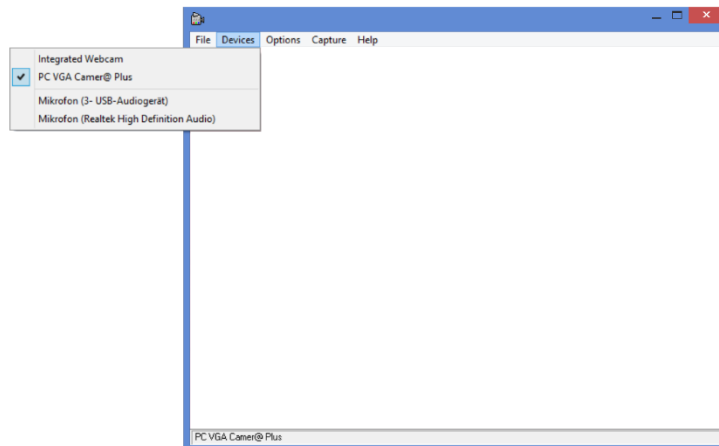 File Devices Options Capture Help
Integrated Webcam
PC VGA Camer@ Plus
Mikrofon (3- USB-Audiogerät)
Mikrofon (Realtek High Definition Audio)
PC VGA Camer@ Plus